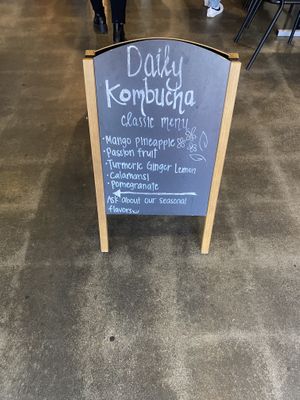 Daily
Kombucha
classic menu
·Mango pineapple
·Passion fruit
·Turmeric Ginger Lemon
·Calamansi
·Pomegranate
Ask about our seasonal
flavors